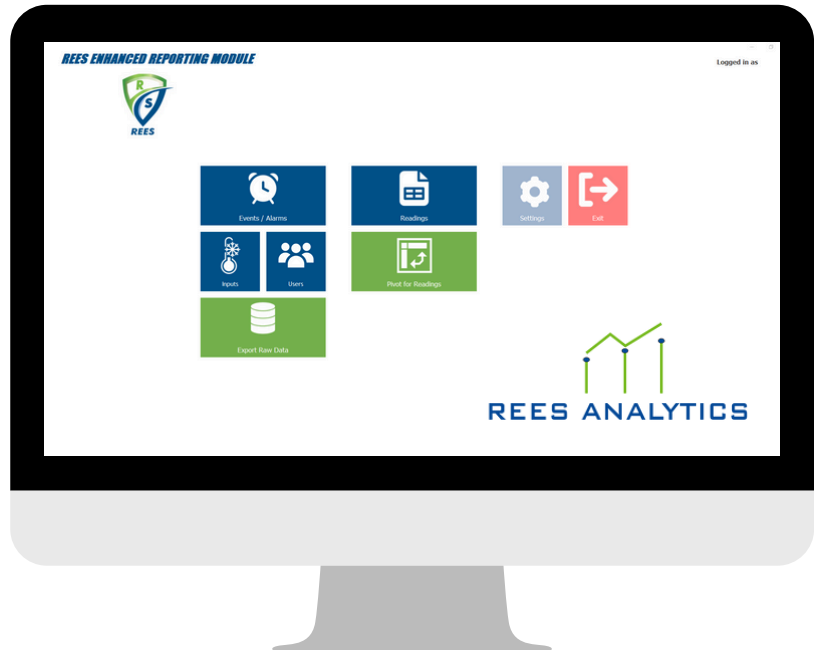 REES ENHANCED REPORTING MODULE
Logged in as
R
S
REES
Events / Alarms
Readings
Settings
Exit
Inputs
Users
Pivot for Readings
Export Raw Data
REES ANALYTICS